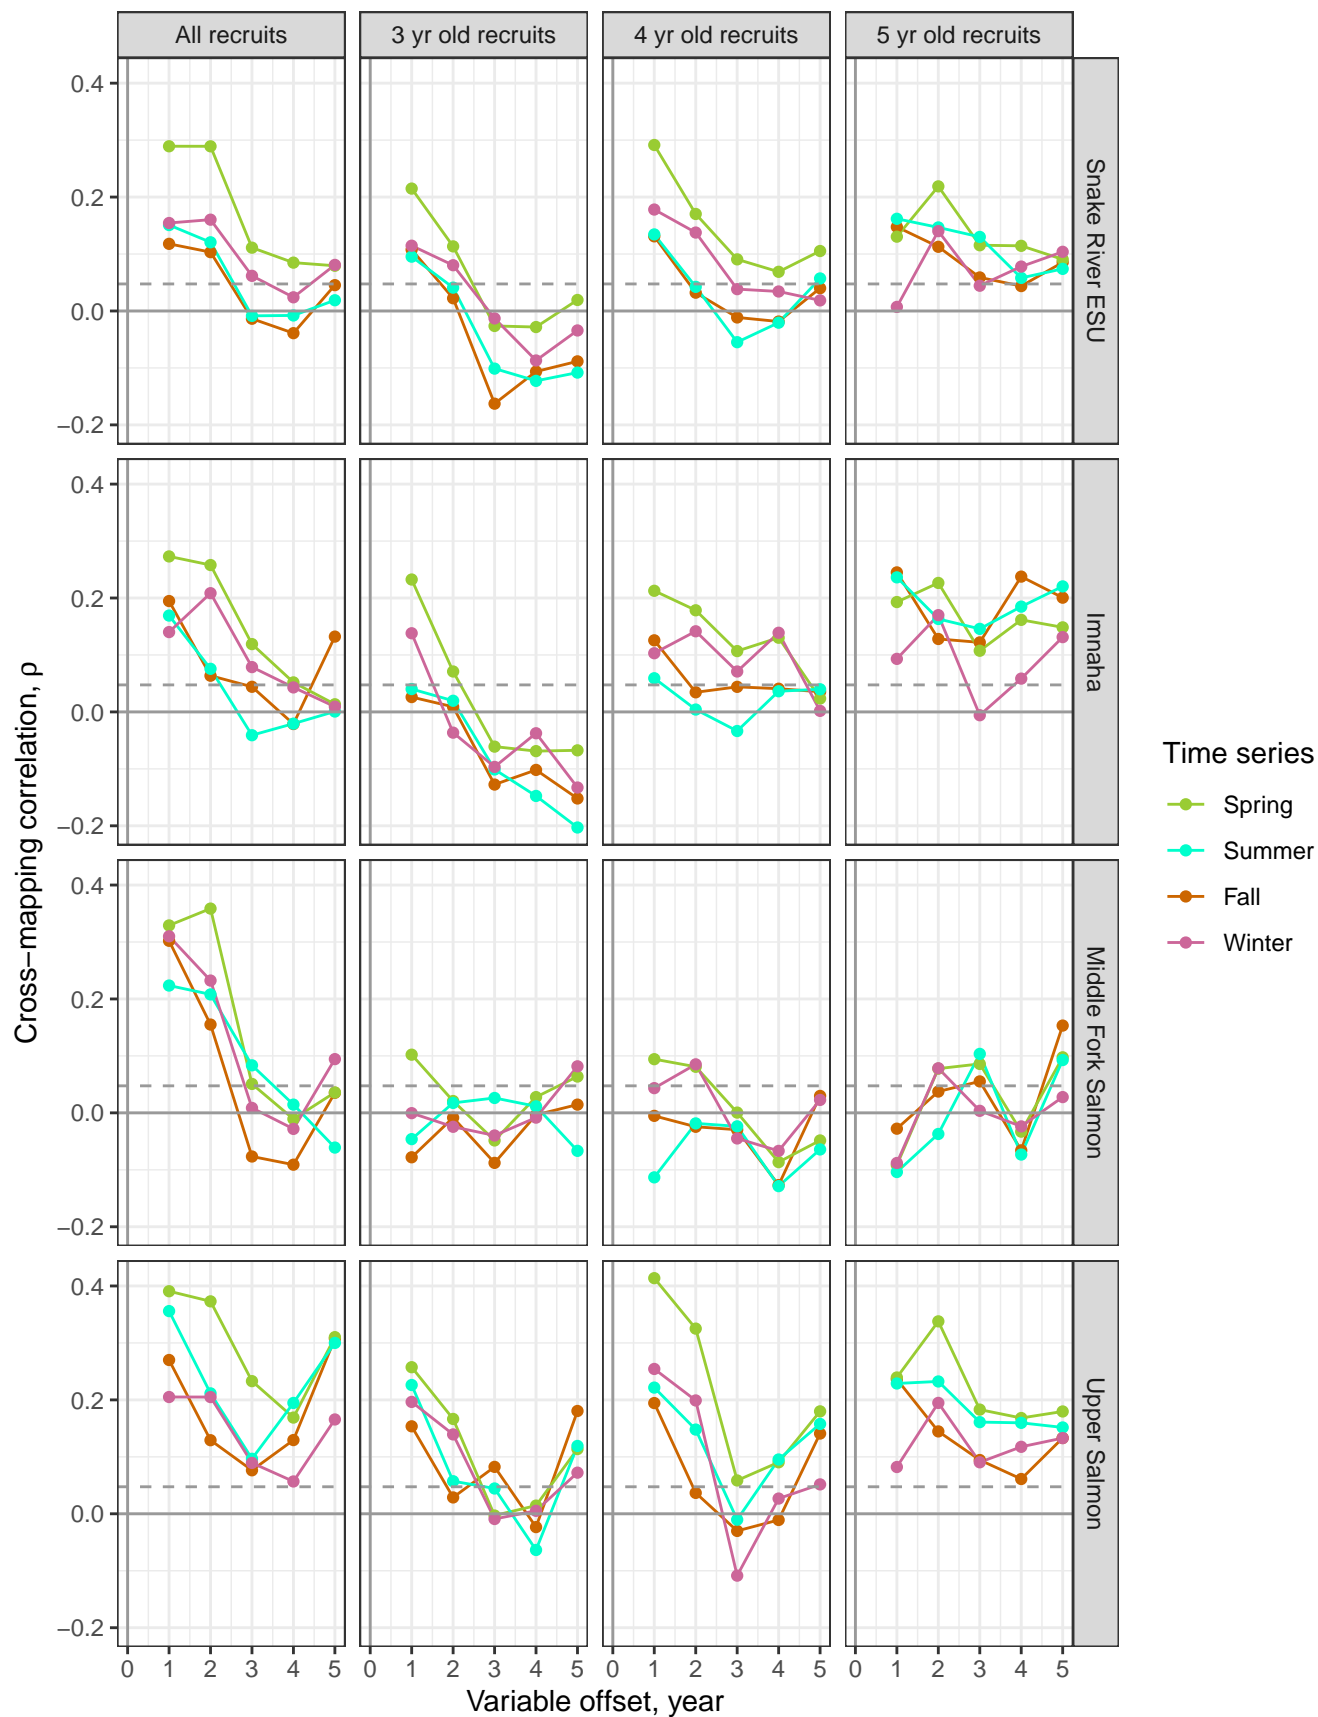 All recruits
3 yr old recruits
4 yr old recruits
5 yr old recruits
0.4
0.2
0.0
−0.2
Snake River ESU
0.4
0.2
0.0
−0.2
Imnaha
0.4
0.2
0.0
−0.2
Middle Fork Salmon
0.4
0.2
0.0
−0.2
Upper Salmon
0 1 2 3 4 5
0 1 2 3 4 5
0 1 2 3 4 5
0 1 2 3 4 5
Variable offset, year
Cross−mapping correlation, ρ
Time series
Spring
Summer
Fall
Winter